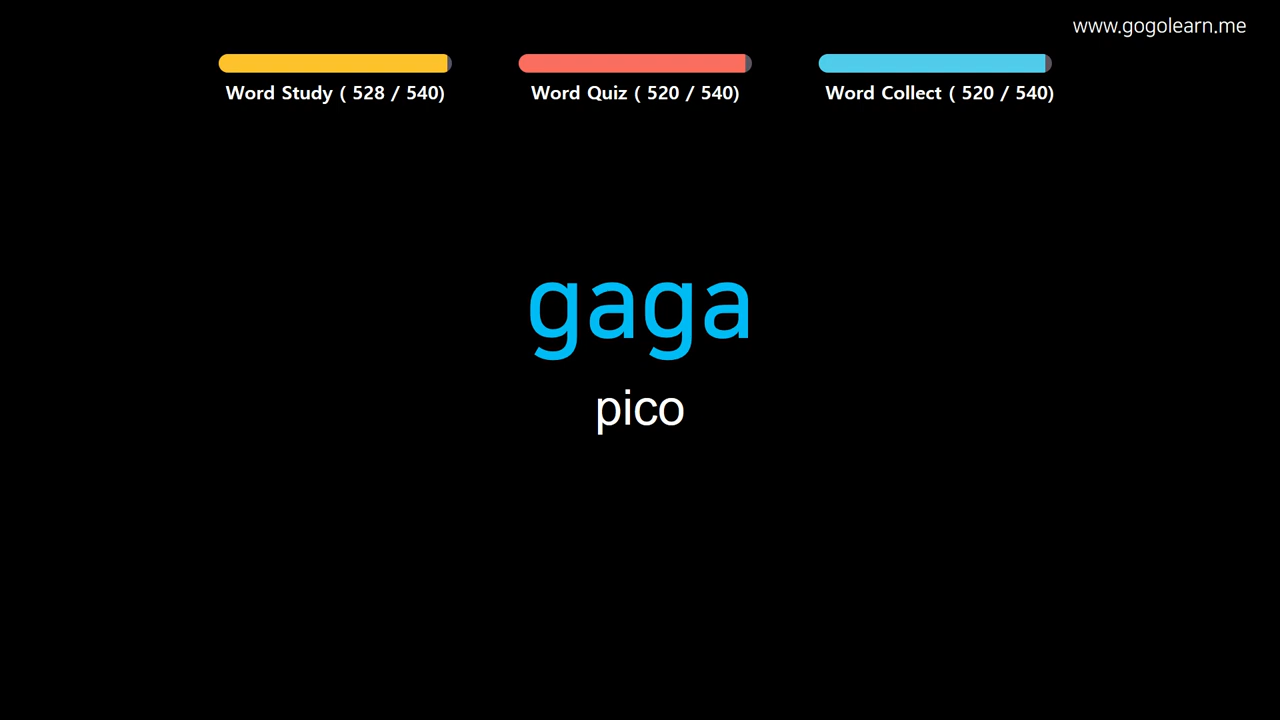 www.gogolearn.me
Word Study ( 528 / 540)
Word Quiz ( 520 / 540)
Word Collect ( 520 / 540)
gaga
pico